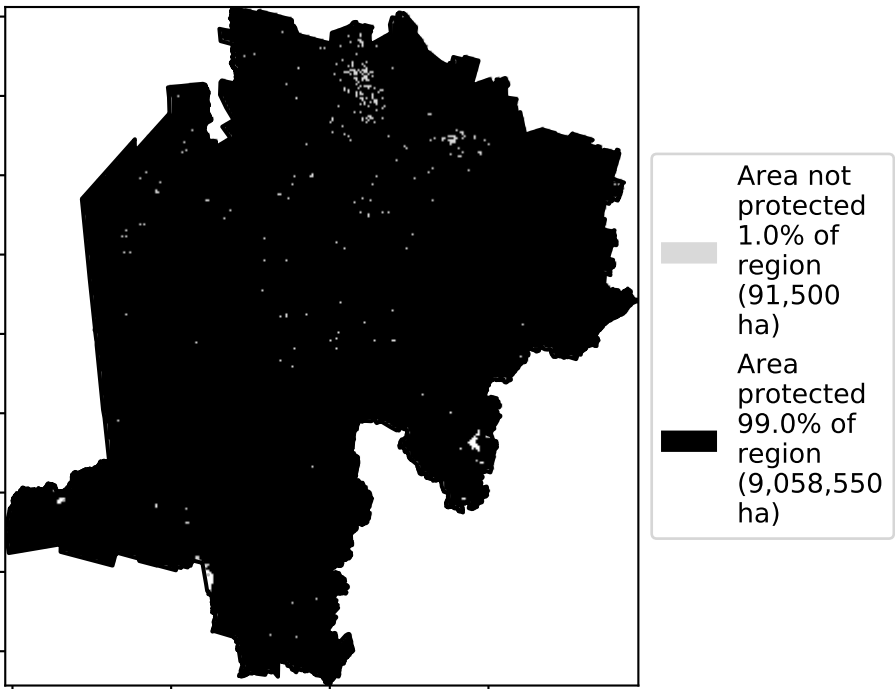 Area not
protected
1.0% of
region
(91,500
ha)
Area
protected
99.0% of
region
(9,058,550
ha)